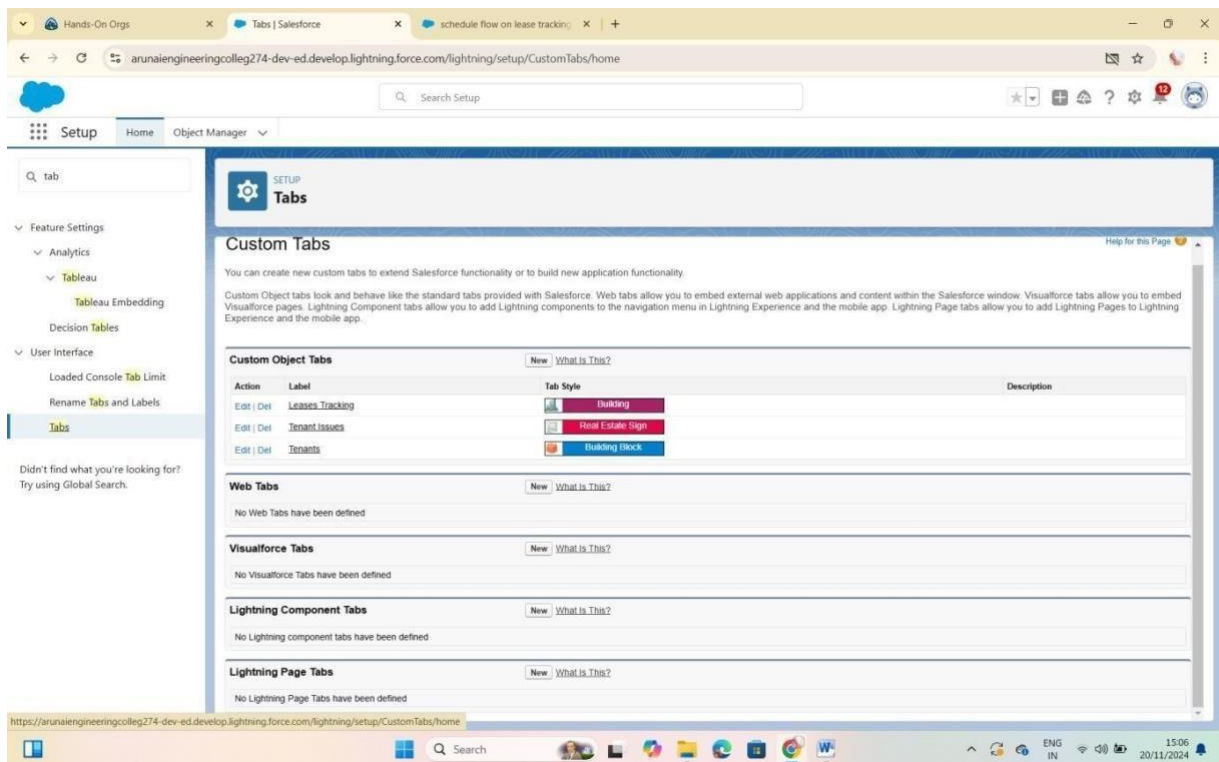 Hands-On Orgs
Tabs | Salesforce
schedule flow on lease tracking
arunaiengineeringcolleg274-dev-ed.develop.lightning.force.com/lightning/setup/CustomTabs/home
Search Setup
12
Setup
Home
Object Manager
tab
SETUP
Tabs
Feature Settings
Analytics
Tableau
Tableau Embedding
Decision Tables
User Interface
Loaded Console Tab Limit
Rename Tabs and Labels
Tabs
Didn't find what you're looking for?
Try using Global Search.
Custom Tabs
Help for this Page
You can create new custom tabs to extend Salesforce functionality or to build new application functionality.
Custom Object tabs look and behave like the standard tabs provided with Salesforce. Web tabs allow you to embed external web applications and content within the Salesforce window. Visualforce tabs allow you to embed
Visualforce pages. Lightning Component tabs allow you to add Lightning components to the navigation menu in Lightning Experience and the mobile app. Lightning Page tabs allow you to add Lightning Pages to Lightning
Experience and the mobile app.
Custom Object Tabs New What Is This?
Action Label Tab Style Description
Edit | Del Leases Tracking Building
Edit | Del Tenant Issues Real Estate Sign
Edit | Del Tenants Building Block
Web Tabs New What Is This?
No Web Tabs have been defined
Visualforce Tabs New What Is This?
No Visualforce Tabs have been defined
Lightning Component Tabs New What Is This?
No Lightning component tabs have been defined
Lightning Page Tabs New What Is This?
No Lightning Page Tabs have been defined
https://arunaiengineeringcolleg274-dev-ed.develop.lightning.force.com/lightning/setup/CustomTabs/home
Search
ENG
IN
15:06
20/11/2024